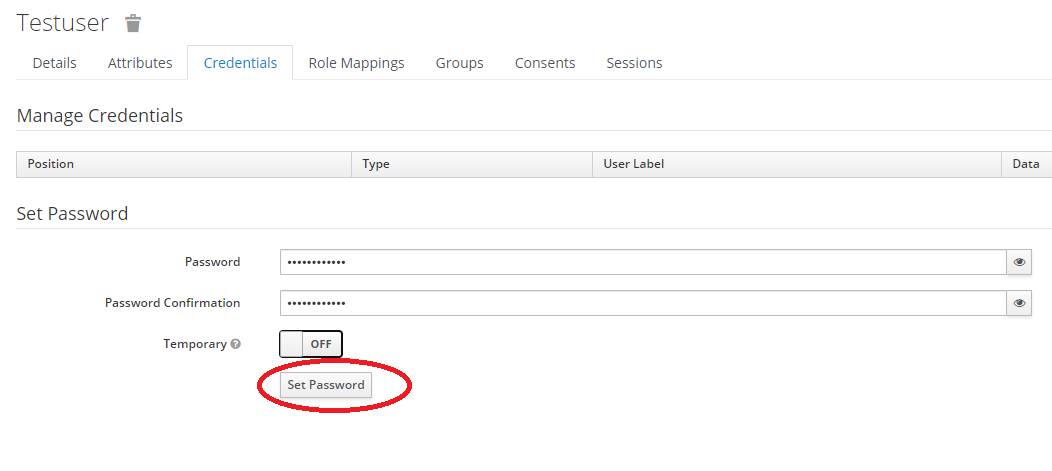 Testuser
Details Attributes Credentials Role Mappings Groups Consents Sessions
Manage Credentials
Position Type User Label Data
Set Password
Password ••••••••••••
Password Confirmation ••••••••••••
Temporary OFF
Set Password